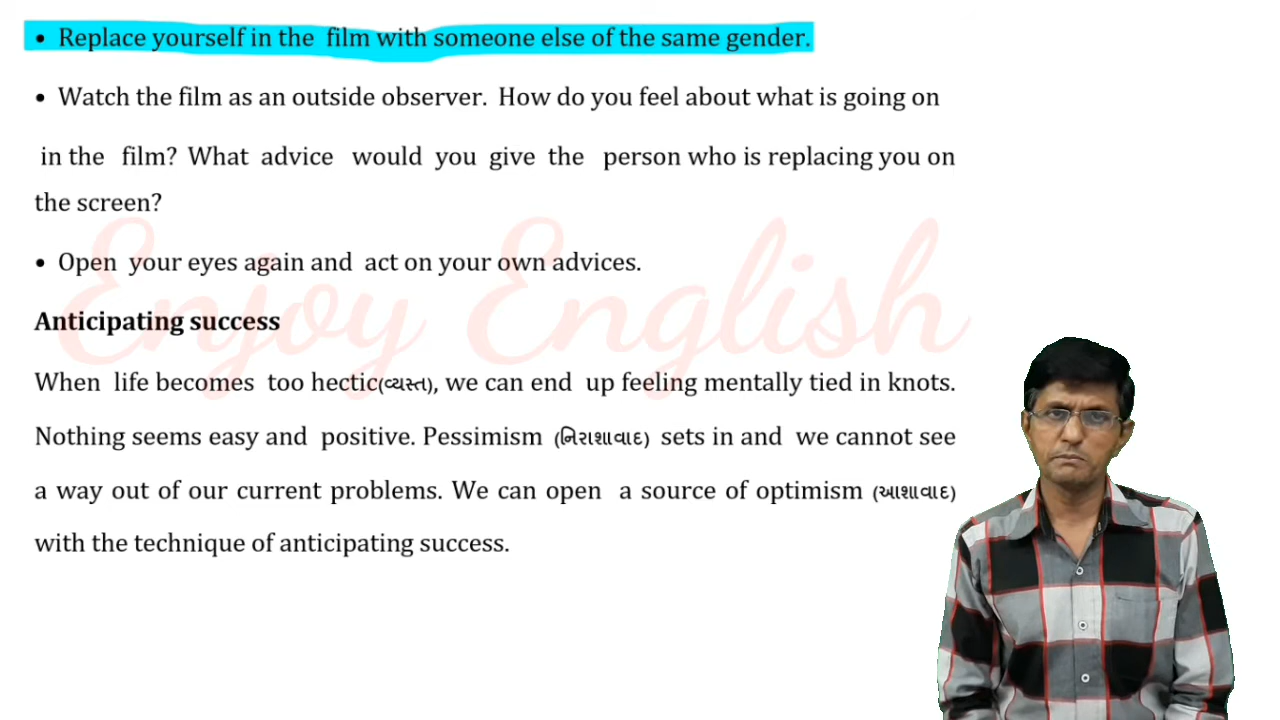 • Replace yourself in the film with someone else of the same gender.
• Watch the film as an outside observer. How do you feel about what is going on
in the film? What advice would you give the person who is replacing you on
the screen?
• Open your eyes again and act on your own advices.
Enjoy English
Anticipating success
When life becomes too hectic(વ્યસ્ત), we can end up feeling mentally tied in knots.
Nothing seems easy and positive. Pessimism (નિરાશાવાદ) sets in and we cannot see
a way out of our current problems. We can open a source of optimism (આશાવાદ)
with the technique of anticipating success.